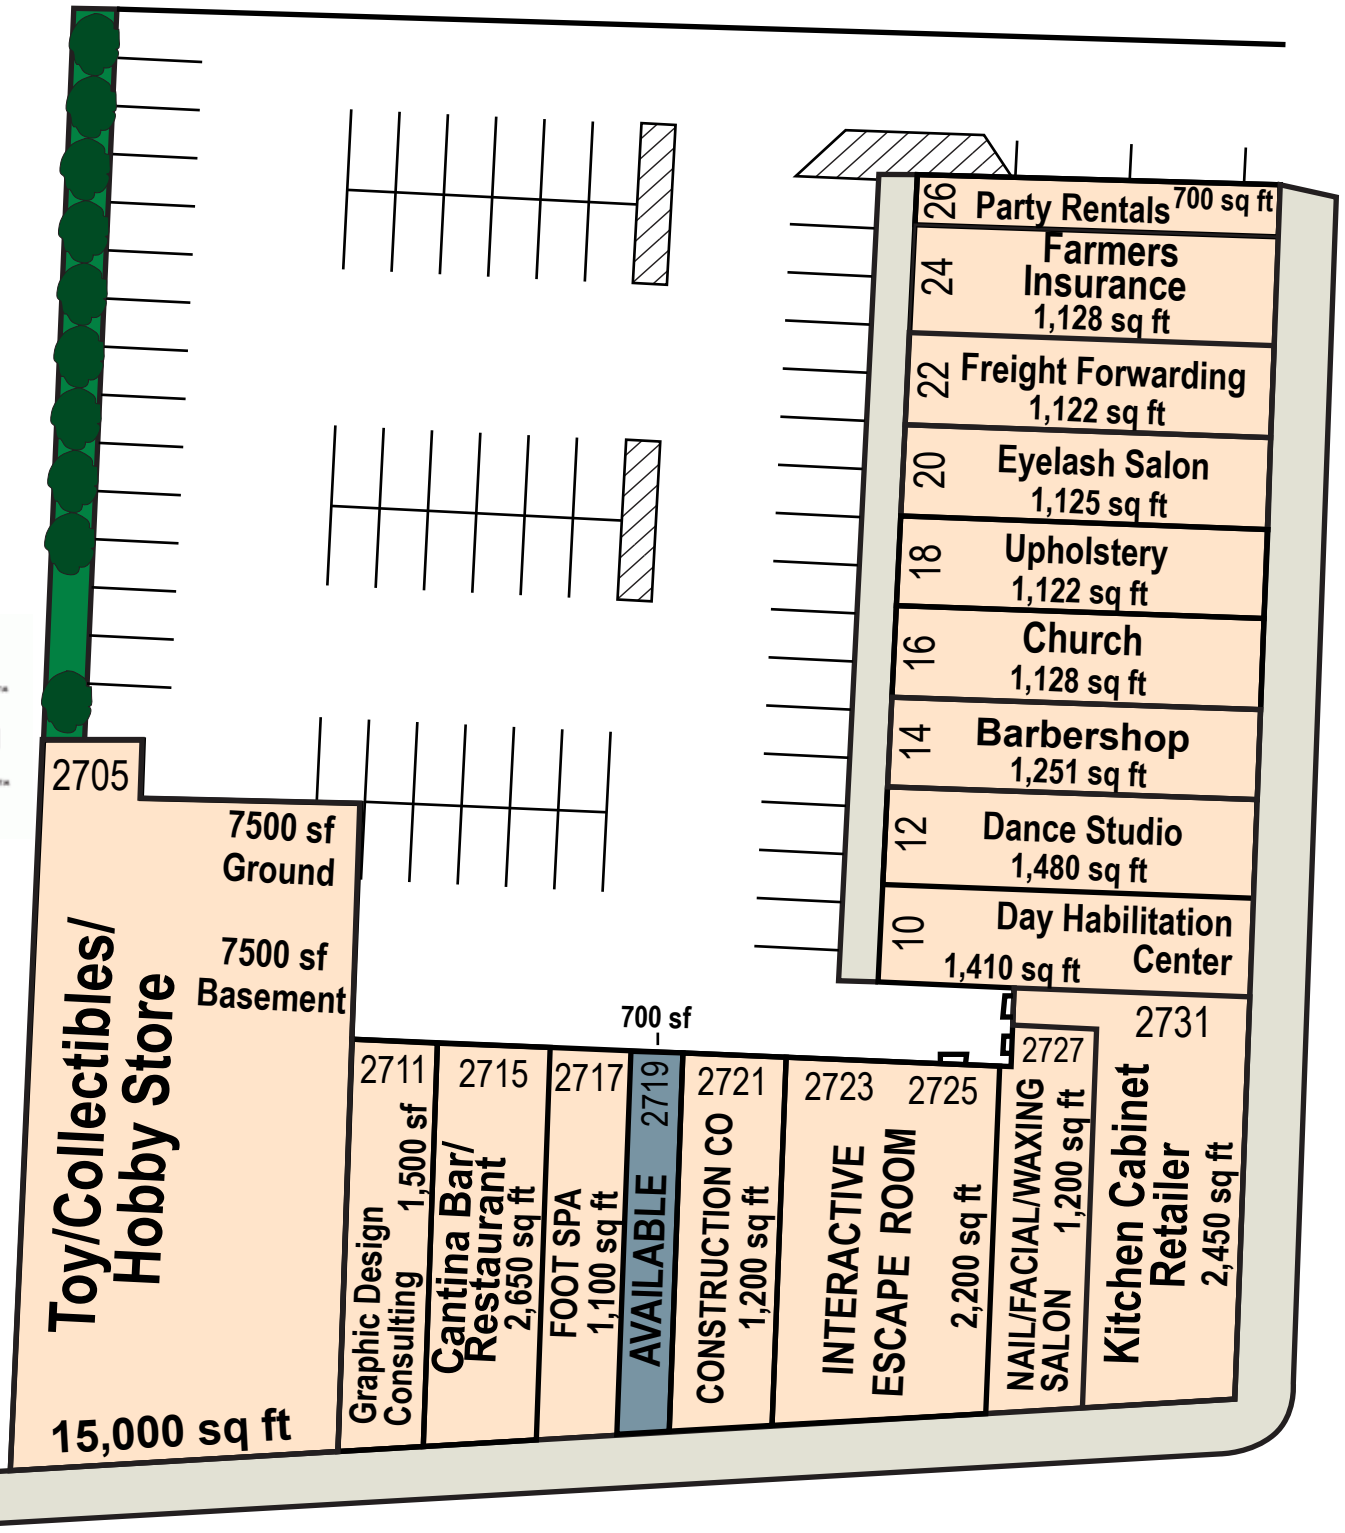 26
Party Rentals
700 sq ft
24
Farmers
Insurance
1,128 sq ft
22
Freight Forwarding
1,122 sq ft
20
Eyelash Salon
1,125 sq ft
18
Upholstery
1,122 sq ft
16
Church
1,128 sq ft
14
Barbershop
1,251 sq ft
12
Dance Studio
1,480 sq ft
10
Day Habilitation
Center
1,410 sq ft
2705
7500 sf
Ground
7500 sf
Basement
Toy/Collectibles/
Hobby Store
15,000 sq ft
2711
Graphic Design
Consulting
1,500 sf
2715
Cantina Bar/
Restaurant
2,650 sq ft
2717
FOOT SPA
1,100 sq ft
700 sf
2719
AVAILABLE
2721
CONSTRUCTION CO
1,200 sq ft
2723
2725
INTERACTIVE
ESCAPE ROOM
2,200 sq ft
2727
NAIL/FACIAL/WAXING
SALON
1,200 sq ft
2731
Kitchen Cabinet
Retailer
2,450 sq ft